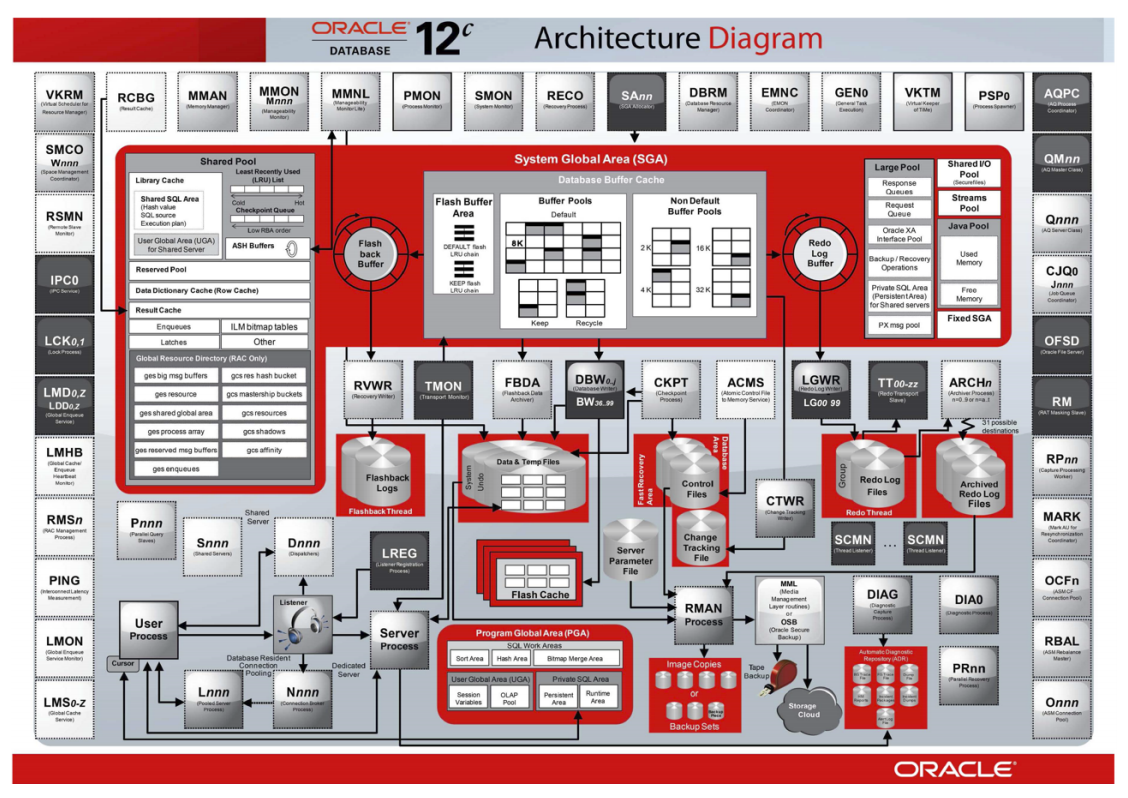 ORACLE
DATABASE
12c
Architecture Diagram
VKRM
(Virtual Scheduler for
Resource Manager)
RCBG
(Result Cache)
MMAN
(Memory Manager)
MMON
Mnnn
(Manageability
Monitor)
MMNL
(Manageability
Monitor Lite)
PMON
(Process Monitor)
SMON
(System Monitor)
RECO
(Recovery Process)
SAnn
(SGA Allocator)
DBRM
(Database Resource
Manager)
EMNC
(EMON
Coordinator)
GEN0
(General Task
Execution)
VKTM
(Virtual Keeper
of TiMe)
PSP0
(Process Spawner)
AQPC
(AQ Process
Coordinator)
SMCO
Wnnn
(Space Management
Coordinator)
RSMN
(Remote Slave
Monitor)
IPC0
(IPC Service)
LCK0,1
(Lock Process)
LMD0,Z
LDD0,Z
(Global Enqueue
Service)
LMHB
(Global Cache/
Enqueue
Heartbeat
Monitor)
RMSn
(RAC Management
Process)
PING
(Interconnected Latency
Measurement)
LMON
(Global Enqueue
Service Monitor)
LMS0-Z
(Global Cache
Service)
QMnn
(AQ Master Class)
Qnnn
(AQ Server Class)
CJQ0
Jnnn
(Job Queue
Coordinator)
OFSD
(Oracle File Server)
RM
(RAT Masking Slave)
RPnn
(Capture Processing
Worker)
MARK
(Mark AU for
Resynchronization
Coordinator)
OCFn
(ASM CF
Connection Pool)
RBAL
(ASM Rebalance
Master)
Onnn
(ASM Connection
Pool)
System Global Area (SGA)
Shared Pool
Library Cache
Shared SQL Area
(Hash value
SQL source
Execution plan)
User Global Area (UGA)
for Shared Server
Least Recently Used
(LRU) List
Cold
Hot
Checkpoint Queue
Low RBA order
ASH Buffers
Reserved Pool
Data Dictionary Cache (Row Cache)
Result Cache
Enqueues
ILM bitmap tables
Latches
Other
Global Resource Directory (RAC Only)
ges big msg buffers
gcs res hash bucket
ges resource
gcs mastership buckets
ges shared global area
gcs resources
ges process array
gcs shadows
ges reserved msg buffers
gcs affinity
ges enqueues
Flash
back
Buffer
Database Buffer Cache
Flash Buffer
Area
DEFAULT flash
LRU chain
KEEP flash
LRU chain
Buffer Pools
Default
8K
Keep
Recycle
Non Default
Buffer Pools
2 K
16 K
4 K
32 K
Redo
Log
Buffer
Large Pool
Response
Queues
Request
Queue
Oracle XA
Interface Pool
Backup / Recovery
Operations
Private SQL Area
(Persistent Area)
for Shared servers
PX msg pool
Shared I/O
Pool
(Securefiles)
Streams
Pool
Java Pool
Used
Memory
Free
Memory
Fixed SGA
RVWR
(Recovery Writer)
TMON
(Transport Monitor)
FBDA
(Flashback Data
Archiver)
DBW0..j
(Database Writer)
BW36..99
CKPT
(Checkpoint
Process)
ACMS
(Atomic Control File
to Memory Service)
LGWR
(Redo Log Writer)
LG00 99
TT00-zz
(Redo Transport
Slave)
ARCHn
(Archiver Process)
n=0..9 or n=a..t
31 possible
destinations
Flashback
Logs
Flashback Thread
System
Undo
Data & Temp Files
Fast Recovery
Area
Database
Area
Control
Files
Change
Tracking
File
CTWR
(Change Tracking
Writer)
Group
Redo Log
Files
Redo Thread
Archived
Redo Log
Files
SCMN
(Thread Listener)
...
SCMN
(Thread Listener)
Pnnn
(Parallel Query
Slaves)
Snnn
(Shared Servers)
Shared
Server
Dnnn
(Dispatchers)
LREG
(Listener Registration
Process)
Flash Cache
Server
Parameter
File
User
Process
Listener
Server
Process
Cursor
Database Resident
Connection
Pooling
Dedicated
Server
Lnnn
(Pooled Server
Process)
Nnnn
(Connection Broker
Process)
Program Global Area (PGA)
SQL Work Areas
Sort Area
Hash Area
Bitmap Merge Area
User Global Area (UGA)
Session
Variables
OLAP
Pool
Private SQL Area
Persistent
Area
Runtime
Area
RMAN
Process
MML
(Media
Management
Layer routines)
or
OSB
(Oracle Secure
Backup)
Image Copies
or
Backup Sets
Tape
Backup
Storage
Cloud
DIAG
(Diagnostic
Capture
Process)
DIA0
(Diagnostic Process)
PRnn
(Parallel Recovery
Process)
Automatic Diagnostic
Repository (ADR)
ORACLE